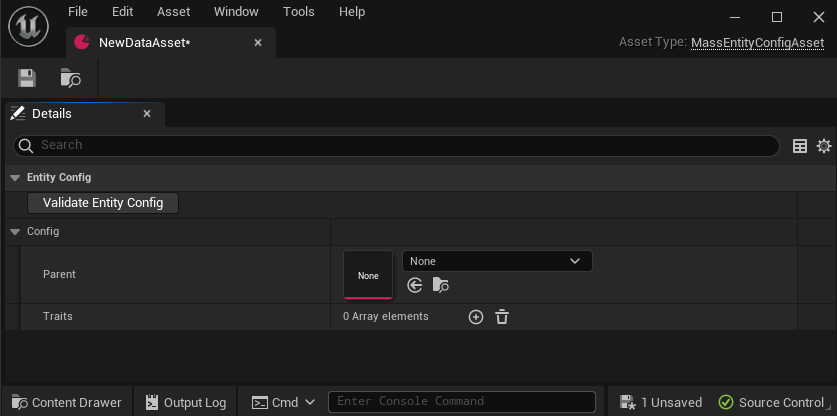 File Edit Asset Window Tools Help
NewDataAsset*
Asset Type: MassEntityConfigAsset
Details
Search
Entity Config
Validate Entity Config
Config
Parent
None
None
Traits
0 Array elements
Content Drawer
Output Log
Cmd
Enter Console Command
1 Unsaved
Source Control